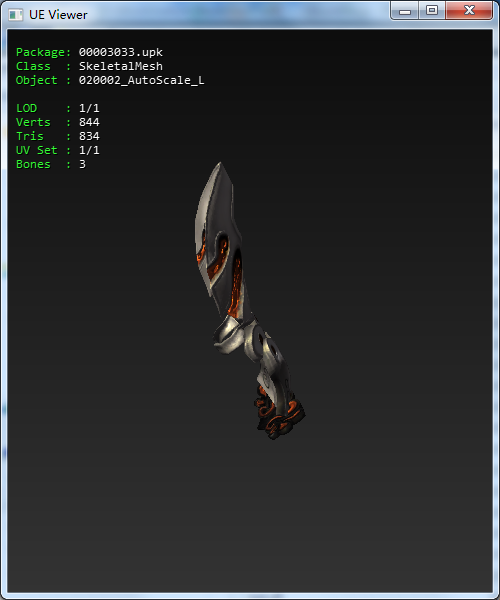 UE Viewer
Package: 00003033.upk
Class  : SkeletalMesh
Object : 020002_AutoScale_L
LOD    : 1/1
Verts  : 844
Tris   : 834
UV Set : 1/1
Bones  : 3